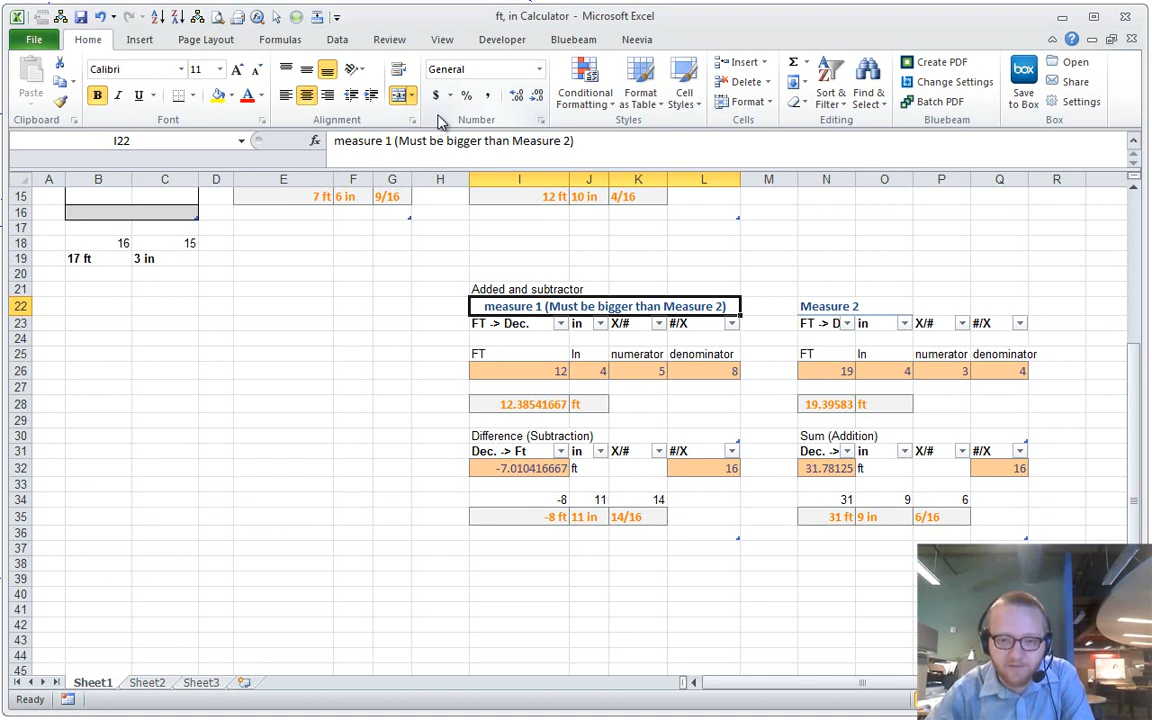 ft, in Calculator - Microsoft Excel
File Home Insert Page Layout Formulas Data Review View Developer Bluebeam Neevia
Calibri 11 General Insert Create PDF Open
Paste Conditional Format Cell Delete Sort & Find & Change Settings Save Share
B I U $ % , Formatting as Table Styles Format Filter Select Batch PDF to Box Settings
Clipboard Font Alignment Number Styles Cells Editing Bluebeam Box
I22 fx measure 1 (Must be bigger than Measure 2)
A B C D E F G H I J K L M N O P Q R
15 7 ft 6 in 9/16 12 ft 10 in 4/16
16
17
18 16 15
19 17 ft 3 in
20
21 Added and subtractor
22 measure 1 (Must be bigger than Measure 2) Measure 2
23 FT -> Dec. in X/# #/X FT -> D in X/# #/X
24
25 FT In numerator denominator FT In numerator denominator
26 12 4 5 8 19 4 3 4
27
28 12.38541667 ft 19.39583 ft
29
30 Difference (Subtraction) Sum (Addition)
31 Dec. -> Ft in X/# #/X Dec. -> in X/# #/X
32 -7.010416667 ft 16 31.78125 ft 16
33
34 -8 11 14 31 9 6
35 -8 ft 11 in 14/16 31 ft 9 in 6/16
36
37
38
39
40
41
42
43
44
45
Sheet1 Sheet2 Sheet3
Ready